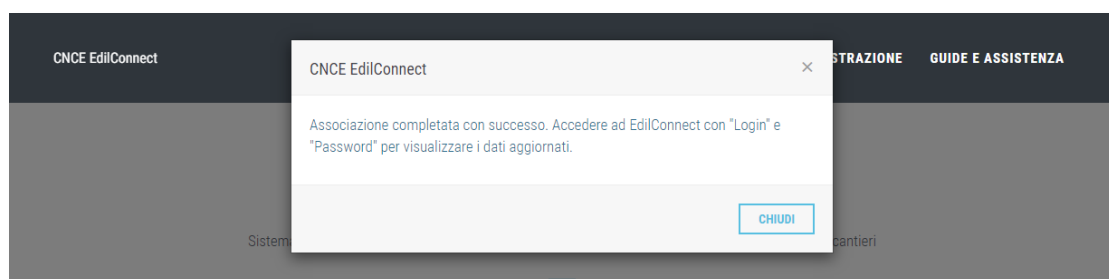 CNCE EdilConnect
CNCE EdilConnect
×
STRAZIONE
GUIDE E ASSISTENZA
Associazione completata con successo. Accedere ad EdilConnect con "Login" e
"Password" per visualizzare i dati aggiornati.
CHIUDI
Sistem
cantieri